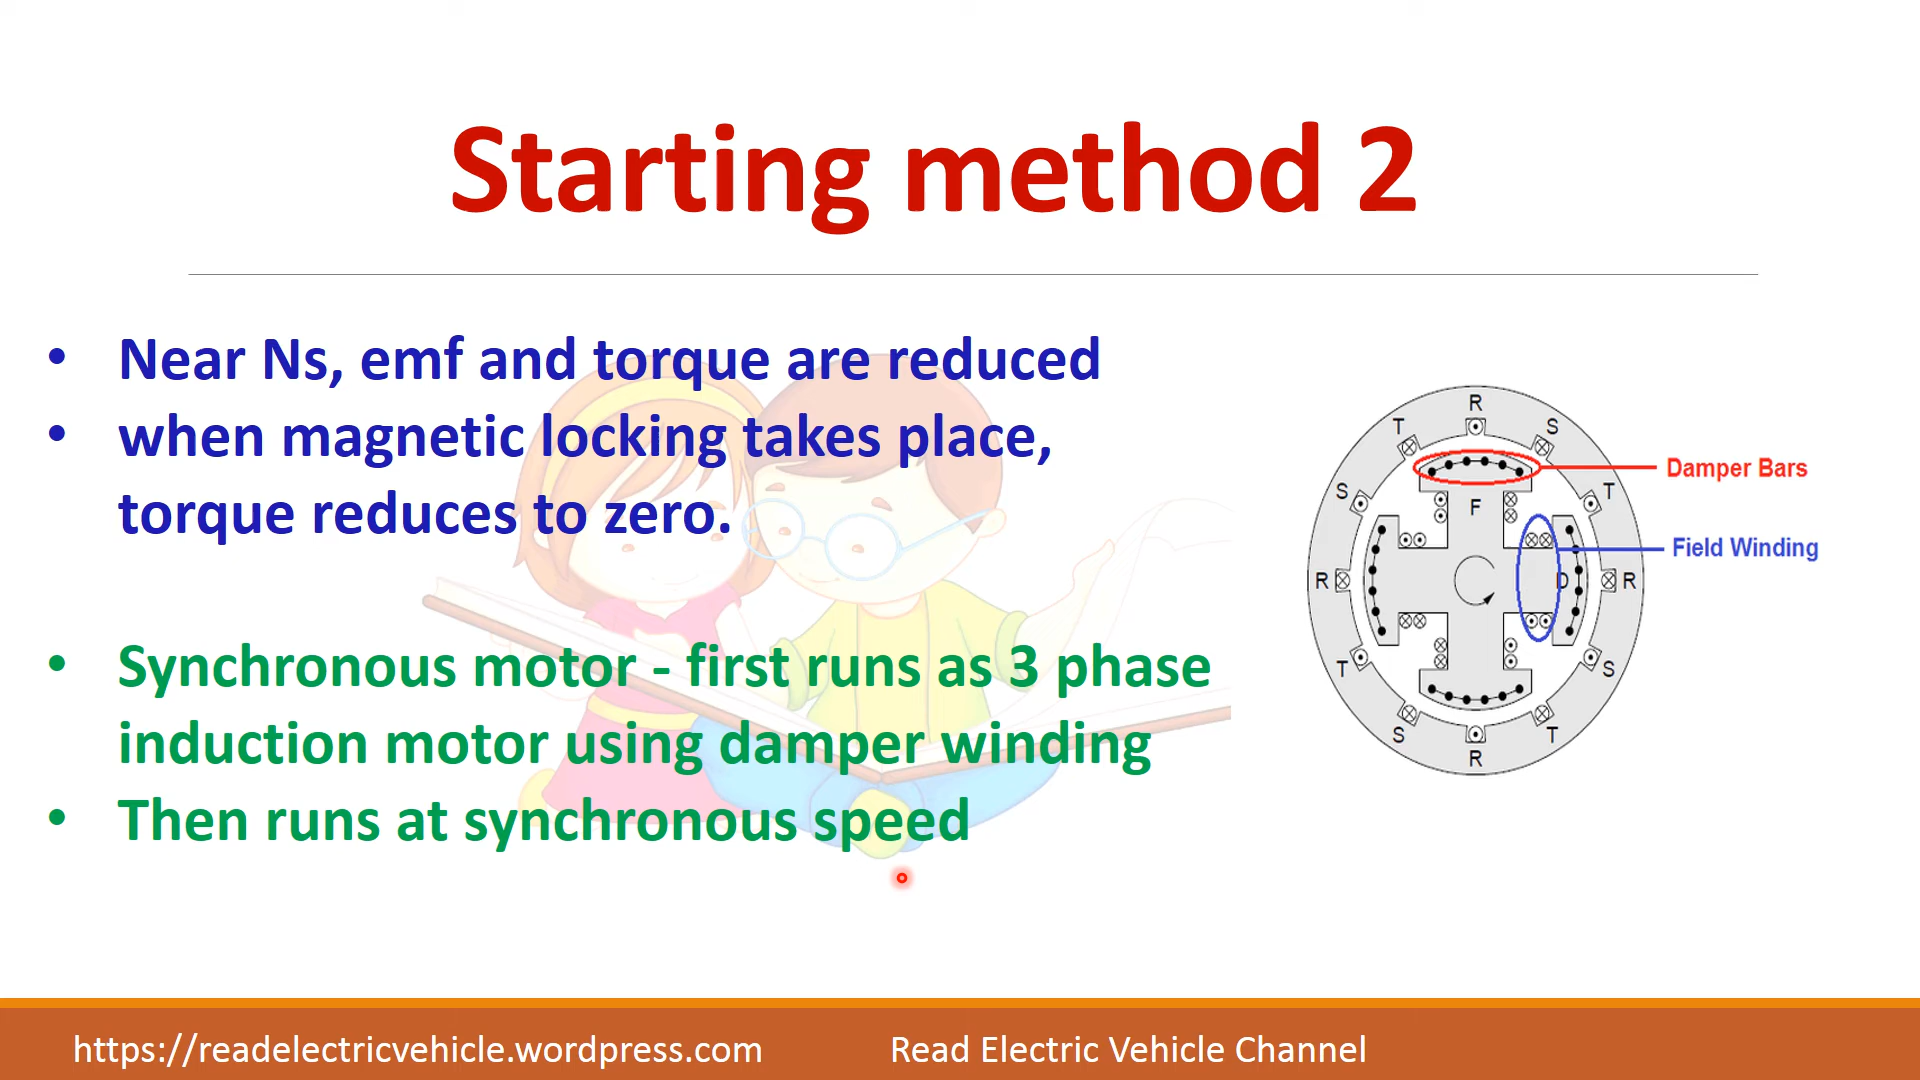 Starting method 2
• Near Ns, emf and torque are reduced
• when magnetic locking takes place,
torque reduces to zero.
• Synchronous motor - first runs as 3 phase
induction motor using damper winding
• Then runs at synchronous speed
R
T
S
Damper Bars
S
T
F
Field Winding
R
D
R
T
S
S
T
R
https://readelectricvehicle.wordpress.com
Read Electric Vehicle Channel